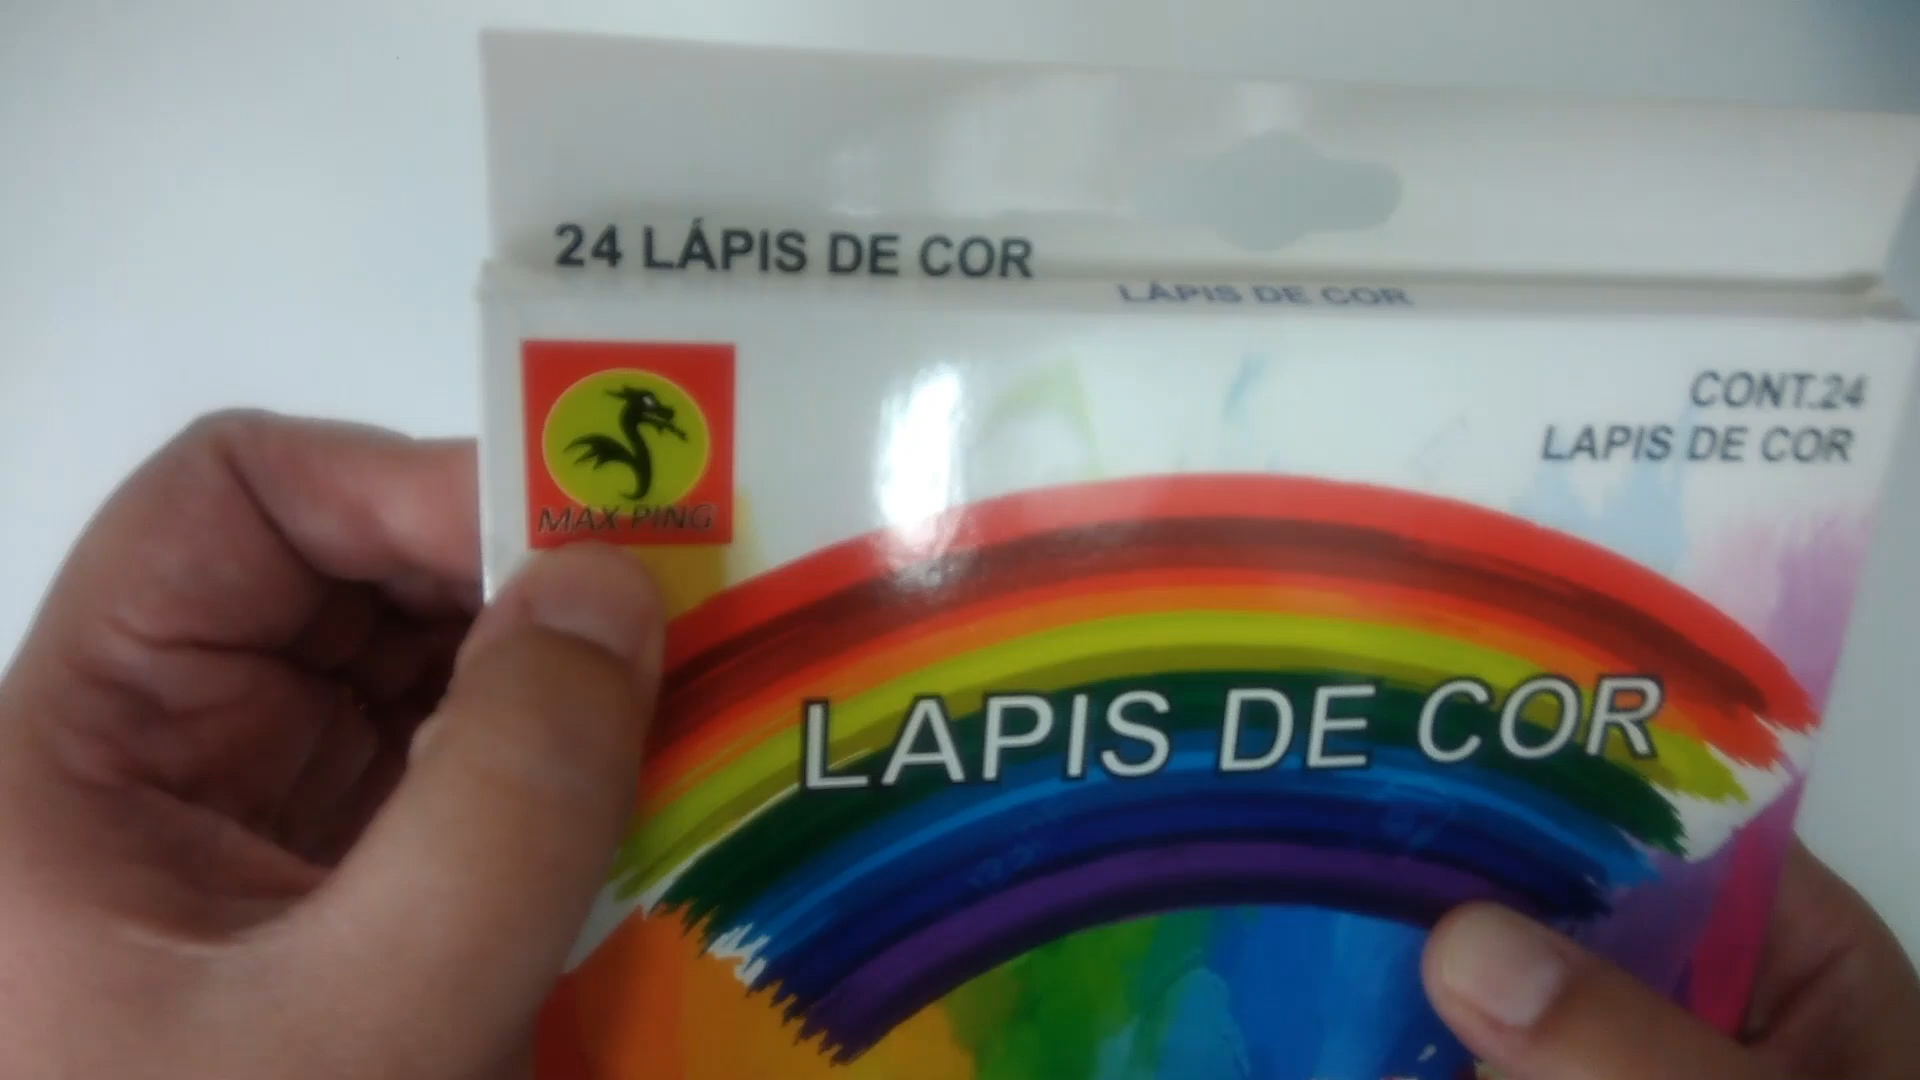 24 LÁPIS DE COR
LÁPIS DE COR
MAX PING
CONT.24
LAPIS DE COR
LAPIS DE COR